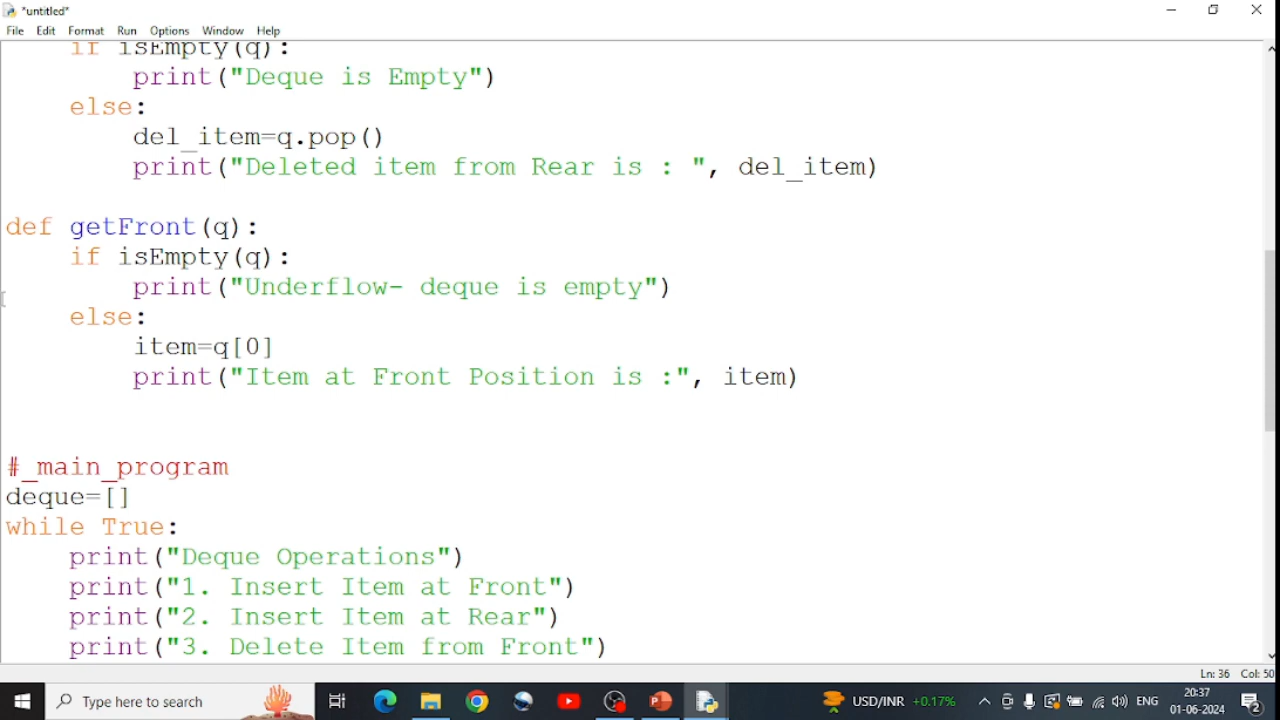 *untitled*
File Edit Format Run Options Window Help
if isEmpty(q):
print("Deque is Empty")
else:
del_item=q.pop()
print("Deleted item from Rear is : ", del_item)
def getFront(q):
if isEmpty(q):
print("Underflow- deque is empty")
else:
item=q[0]
print("Item at Front Position is :", item)
#_main_program
deque=[]
while True:
print("Deque Operations")
print("1. Insert Item at Front")
print("2. Insert Item at Rear")
print("3. Delete Item from Front")
Ln: 36 Col: 50
Type here to search
USD/INR +0.17%
ENG
20:37
01-06-2024
2